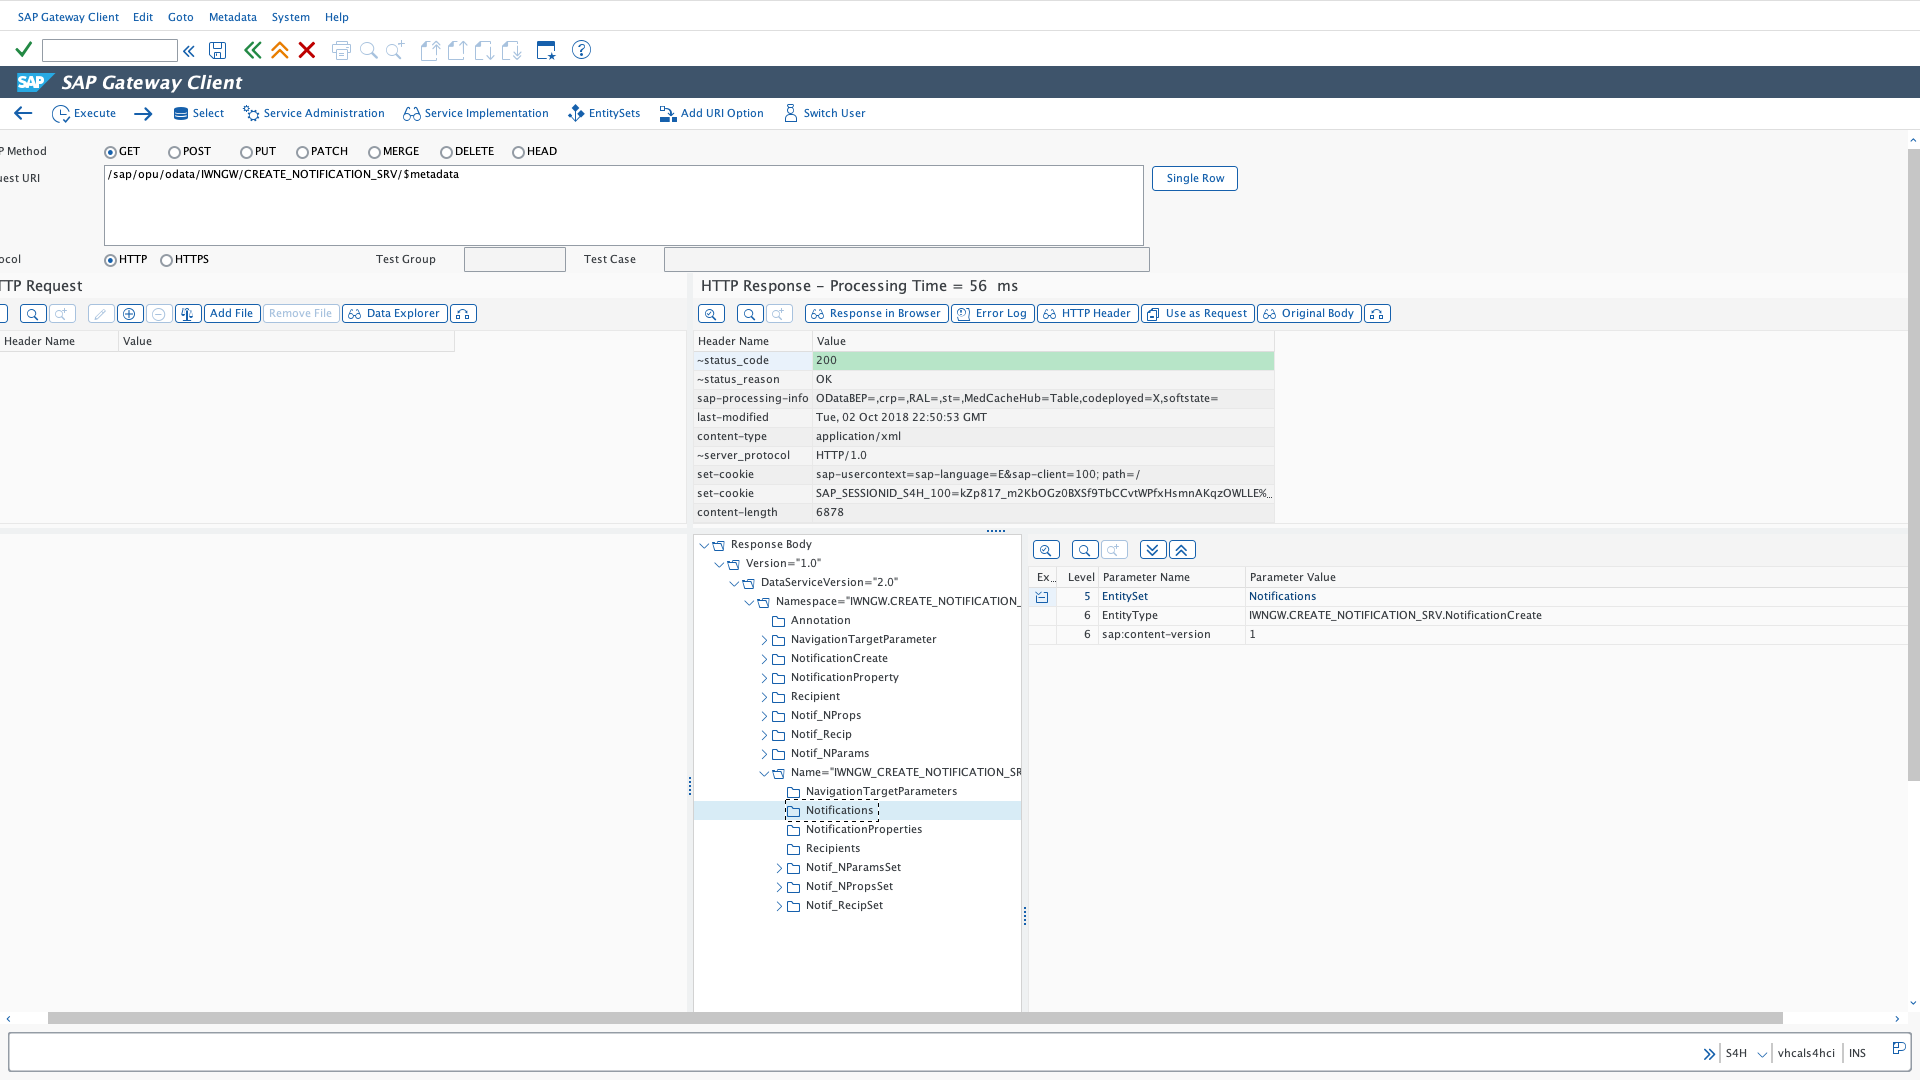 SAP Gateway Client Edit Goto Metadata System Help
SAP SAP Gateway Client
Execute Select Service Administration Service Implementation EntitySets Add URI Option Switch User
P Method GET POST PUT PATCH MERGE DELETE HEAD
uest URI /sap/opu/odata/IWNGW/CREATE_NOTIFICATION_SRV/$metadata Single Row
ocol HTTP HTTPS Test Group Test Case
TTP Request
Add File Remove File Data Explorer
Header Name Value
HTTP Response - Processing Time = 56 ms
Response in Browser Error Log HTTP Header Use as Request Original Body
Header Name Value
~status_code 200
~status_reason OK
sap-processing-info ODataBEP=,crp=,RAL=,st=,MedCacheHub=Table,codeployed=X,softstate=
last-modified Tue, 02 Oct 2018 22:50:53 GMT
content-type application/xml
~server_protocol HTTP/1.0
set-cookie sap-usercontext=sap-language=E&sap-client=100; path=/
set-cookie SAP_SESSIONID_S4H_100=kZp817_m2KbOGz0BXSf9TbCCvtWPfxHsmnAKqzOWLLE%...
content-length 6878
Response Body
Version="1.0"
DataServiceVersion="2.0"
Namespace="IWNGW.CREATE_NOTIFICATION_
Annotation
NavigationTargetParameter
NotificationCreate
NotificationProperty
Recipient
Notif_NProps
Notif_Recip
Notif_NParams
Name="IWNGW_CREATE_NOTIFICATION_SR
NavigationTargetParameters
Notifications
NotificationProperties
Recipients
Notif_NParamsSet
Notif_NPropsSet
Notif_RecipSet
Ex... Level Parameter Name Parameter Value
5 EntitySet Notifications
6 EntityType IWNGW.CREATE_NOTIFICATION_SRV.NotificationCreate
6 sap:content-version 1
S4H vhcals4hci INS